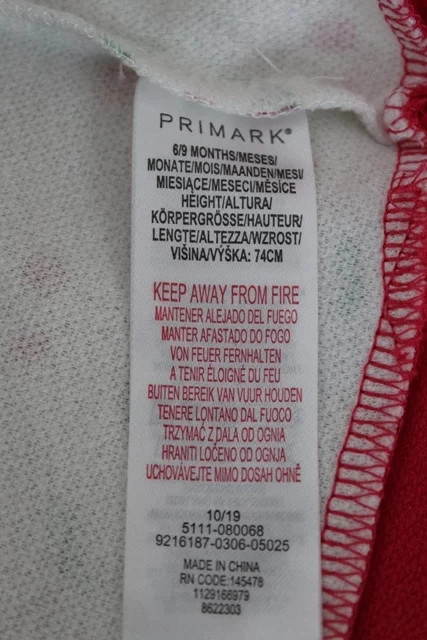 PRIMARK®
6/9 MONTHS/MESES/
MONATE/MOIS/MAANDEN/MESI/
MIESIĄCE/MESECI/MĚSÍCE
HEIGHT/ALTURA/
KÖRPERGRÖSSE/HAUTEUR/
LENGTE/ALTEZZA/WZROST/
VIŠINA/VÝŠKA: 74CM
KEEP AWAY FROM FIRE
MANTENER ALEJADO DEL FUEGO
MANTER AFASTADO DO FOGO
VON FEUER FERNHALTEN
A TENIR ÉLOIGNÉ DU FEU
BUITEN BEREIK VAN VUUR HOUDEN
TENERE LONTANO DAL FUOCO
TRZYMAĆ Z DALA OD OGNIA
HRANITI LOČENO OD OGNJA
UCHOVÁVEJTE MIMO DOSAH OHNĚ
10/19
5111-080068
9216187-0306-05025
MADE IN CHINA
RN CODE:145478
1129166979
8622303